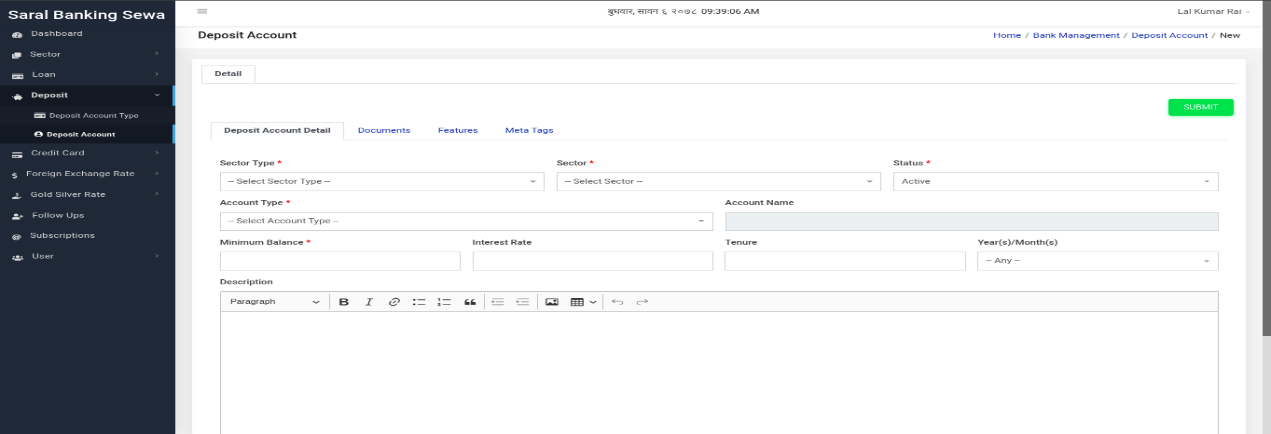 Saral Banking Sewa
बुधवार, सावन ६ २०७८ 09:39:06 AM
Lal Kumar Rai
Dashboard
Sector
Loan
Deposit
Deposit Account Type
Deposit Account
Credit Card
Foreign Exchange Rate
Gold Silver Rate
Follow Ups
Subscriptions
User
Deposit Account
Home / Bank Management / Deposit Account / New
Detail
SUBMIT
Deposit Account Detail Documents Features Meta Tags
Sector Type * Sector * Status *
-- Select Sector Type -- -- Select Sector -- Active
Account Type * Account Name
-- Select Account Type --
Minimum Balance * Interest Rate Tenure Year(s)/Month(s)
-- Any --
Description
Paragraph